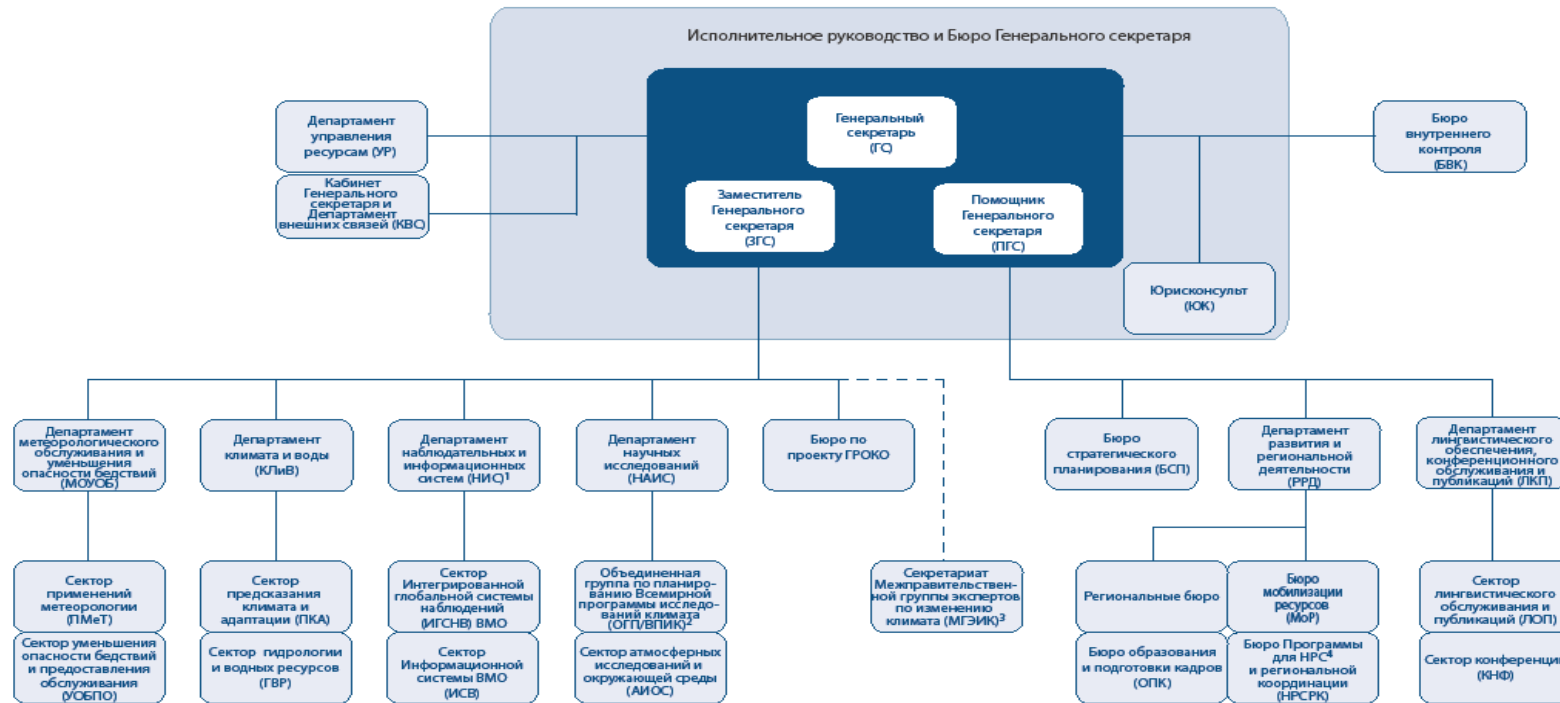 Исполнительное руководство и Бюро Генерального секретаря
Департамент
управления
ресурсам (УР)
Генеральный
секретарь
(ГС)
Бюро
внутреннего
контроля
(БВК)
Кабинет
Генерального
секретаря и
Департамент
внешних связей (КВС)
Заместитель
Генерального
секретаря
(ЗГС)
Помощник
Генерального
секретаря
(ПГС)
Юрисконсульт
(ЮК)
Департамент
метеорологического
обслуживания и
уменьшения
опасности бедствий
(МОУОБ)
Департамент
климата и воды
(КЛиВ)
Департамент
наблюдательных и
информационных
систем (НИС)¹
Департамент
научных
исследований
(НАИС)
Бюро по
проекту ГРОКО
Бюро
стратегического
планирования (БСП)
Департамент
развития и
региональной
деятельности
(РРД)
Департамент
лингвистического
обеспечения,
конференционного
обслуживания и
публикаций (ЛКП)
Сектор
применений
метеорологии
(ПМеТ)
Сектор
предсказания
климата и
адаптации (ПКА)
Сектор
Интегрированной
глобальной системы
наблюдений
(ИГСНВ) ВМО
Объединенная
группа по планиро-
ванию Всемирной
программы исследо-
ваний климата
(ОГП/ВПИК)²
Секретариат
Межправительствен-
ной группы экспертов
по изменению
климата (МГЭИК)³
Региональные бюро
Бюро
мобилизации
ресурсов
(МоР)
Сектор
лингвистического
обслуживания и
публикаций (ЛОП)
Сектор уменьшения
опасности бедствий
и предоставления
обслуживания
(УОБПО)
Сектор гидрологии
и водных ресурсов
(ГВР)
Сектор
Информационной
системы ВМО
(ИСВ)
Сектор атмосферных
исследований и
окружающей среды
(АИОС)
Бюро образования
и подготовки кадров
(ОПК)
Бюро Программы
для НРС⁴
и региональной
координации
(НРСРК)
Сектор конференци
(КНФ)